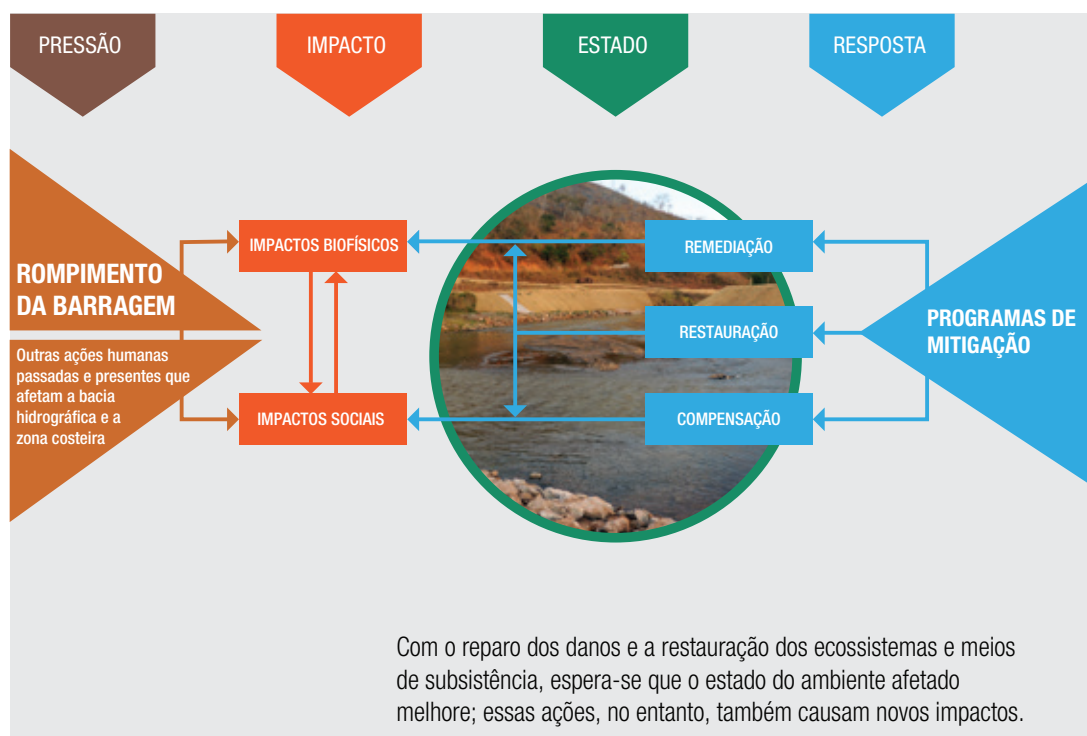 PRESSÃO
IMPACTO
ESTADO
RESPOSTA
ROMPIMENTO
DA BARRAGEM
Outras ações humanas
passadas e presentes que
afetam a bacia
hidrográfica e a
zona costeira
IMPACTOS BIOFÍSICOS
IMPACTOS SOCIAIS
REMEDIAÇÃO
RESTAURAÇÃO
COMPENSAÇÃO
PROGRAMAS DE
MITIGAÇÃO
Com o reparo dos danos e a restauração dos ecossistemas e meios
de subsistência, espera-se que o estado do ambiente afetado
melhore; essas ações, no entanto, também causam novos impactos.